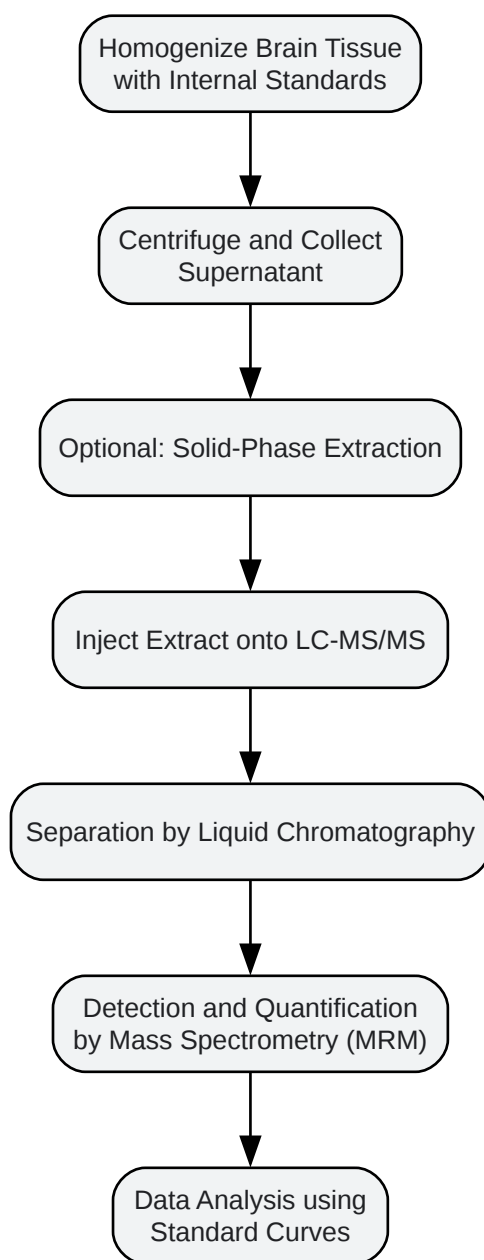 Homogenize Brain Tissue
with Internal Standards
Centrifuge and Collect
Supernatant
Optional: Solid-Phase Extraction
Inject Extract onto LC-MS/MS
Separation by Liquid Chromatography
Detection and Quantification
by Mass Spectrometry (MRM)
Data Analysis using
Standard Curves